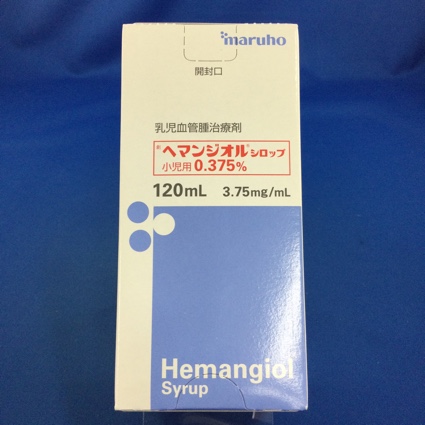 maruho
開封口
乳児血管腫治療剤
ヘマンジオル®シロップ
小児用0.375%
120mL 3.75mg/mL
Hemangiol
Syrup